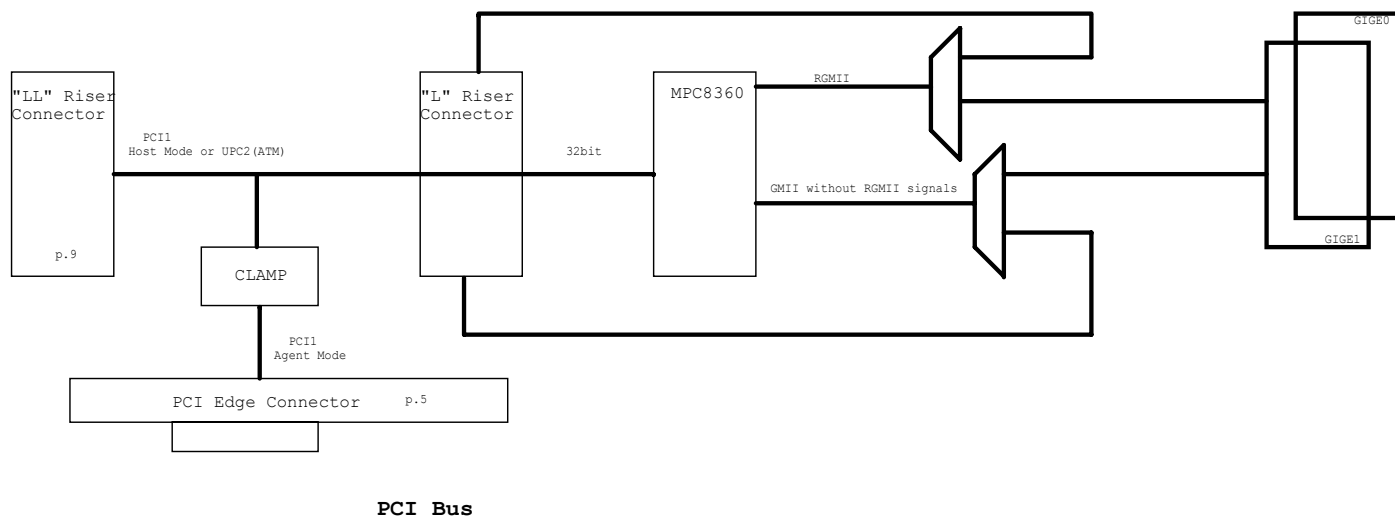 GIGE0
"LL" Riser
Connector
"L" Riser
Connector
MPC8360
RGMII
PCI1
Host Mode or UPC2(ATM)
32bit
GMII without RGMII signals
p.9
CLAMP
GIGE1
PCI1
Agent Mode
PCI Edge Connector
p.5
PCI Bus